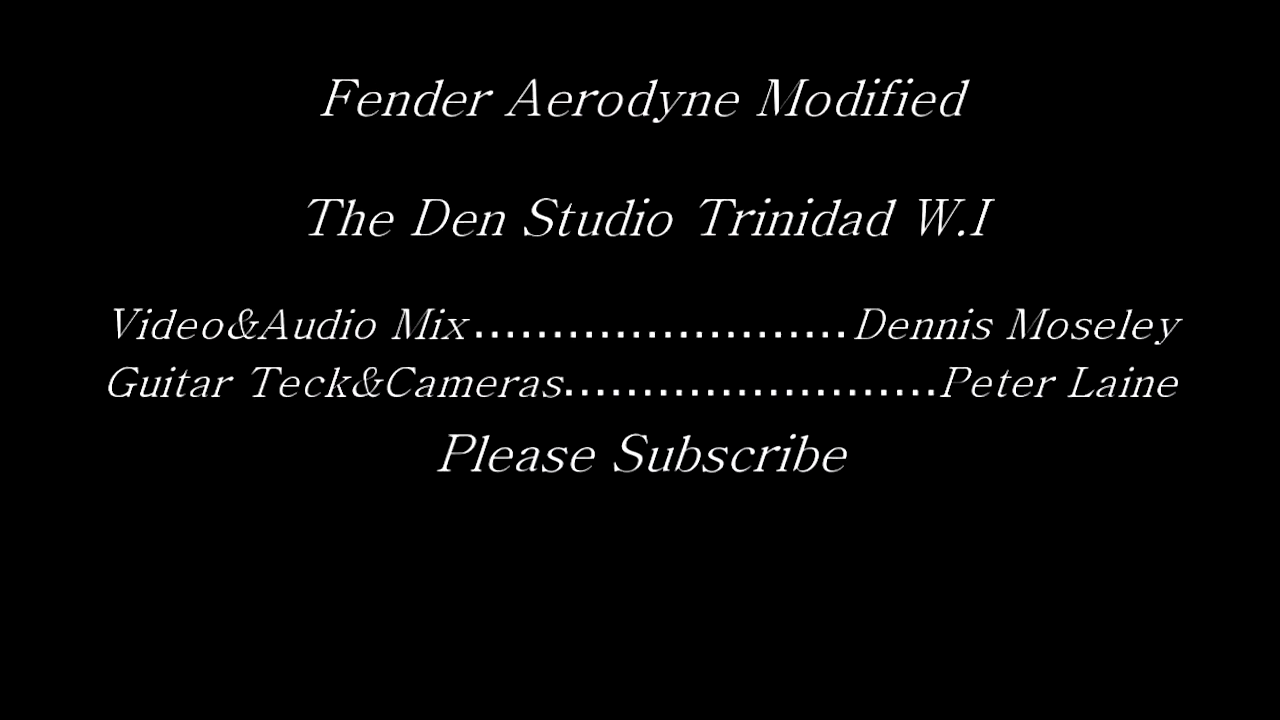 Fender Aerodyne Modified
The Den Studio Trinidad W.I
Video&Audio Mix........................Dennis Moseley
Guitar Teck&Cameras........................Peter Laine
Please Subscribe